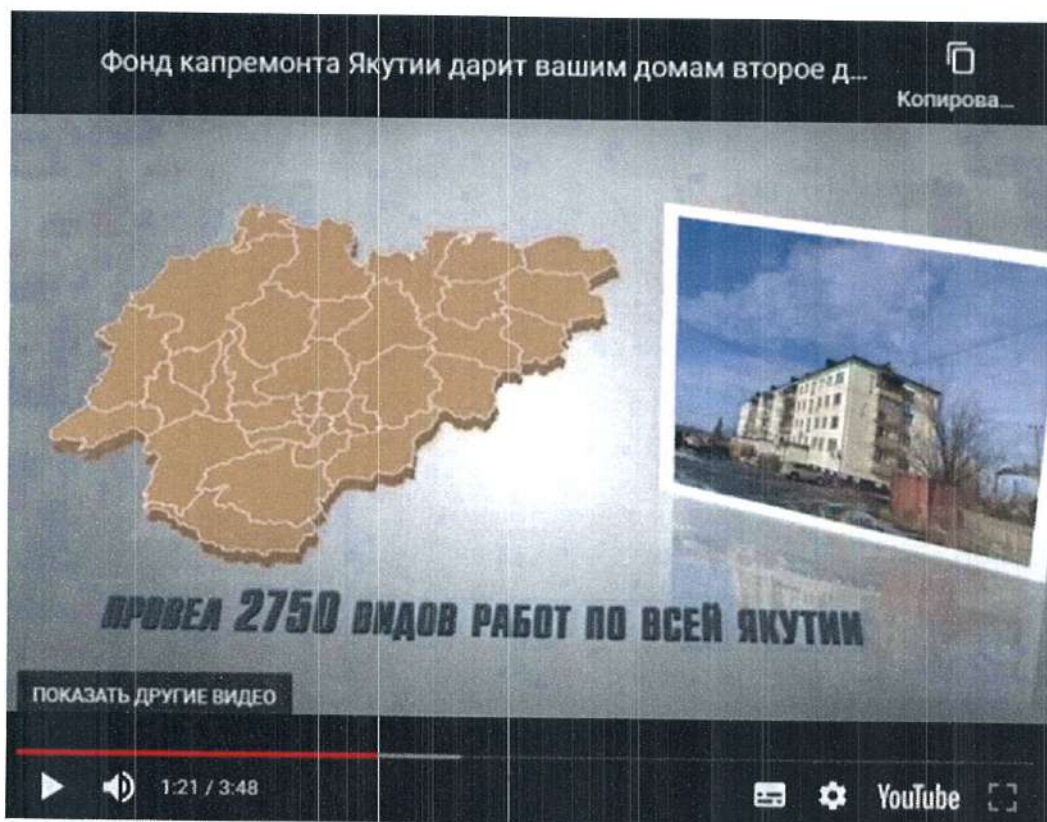 Фонд капремонта Якутии дарит вашим домам второе д...
Копирова...
ПРОВЕЛ 2750 ВИДОВ РАБОТ ПО ВСЕЙ ЯКУТИИ
ПОКАЗАТЬ ДРУГИЕ ВИДЕО
1:21 / 3:48
YouTube